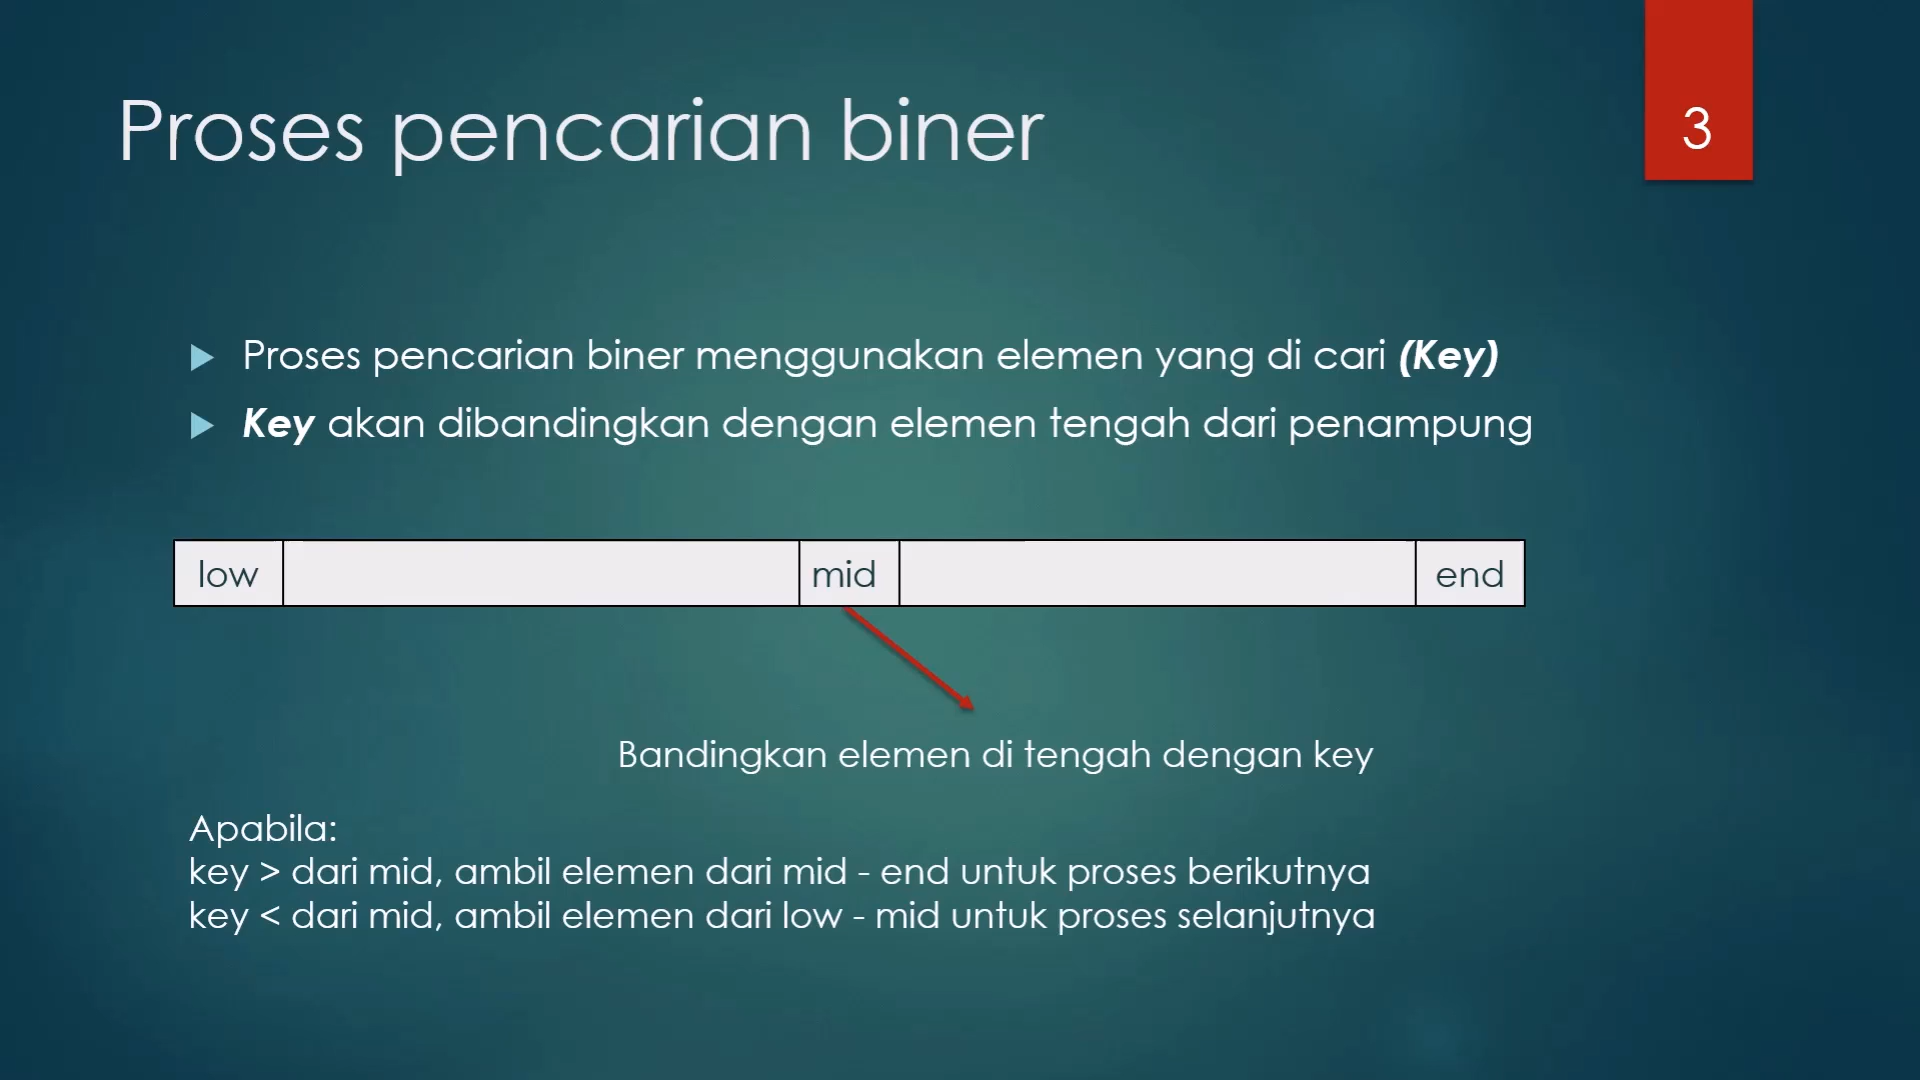 Proses pencarian biner
3
Proses pencarian biner menggunakan elemen yang di cari (Key)
Key akan dibandingkan dengan elemen tengah dari penampung
low mid end
Bandingkan elemen di tengah dengan key
Apabila:
key > dari mid, ambil elemen dari mid - end untuk proses berikutnya
key < dari mid, ambil elemen dari low - mid untuk proses selanjutnya